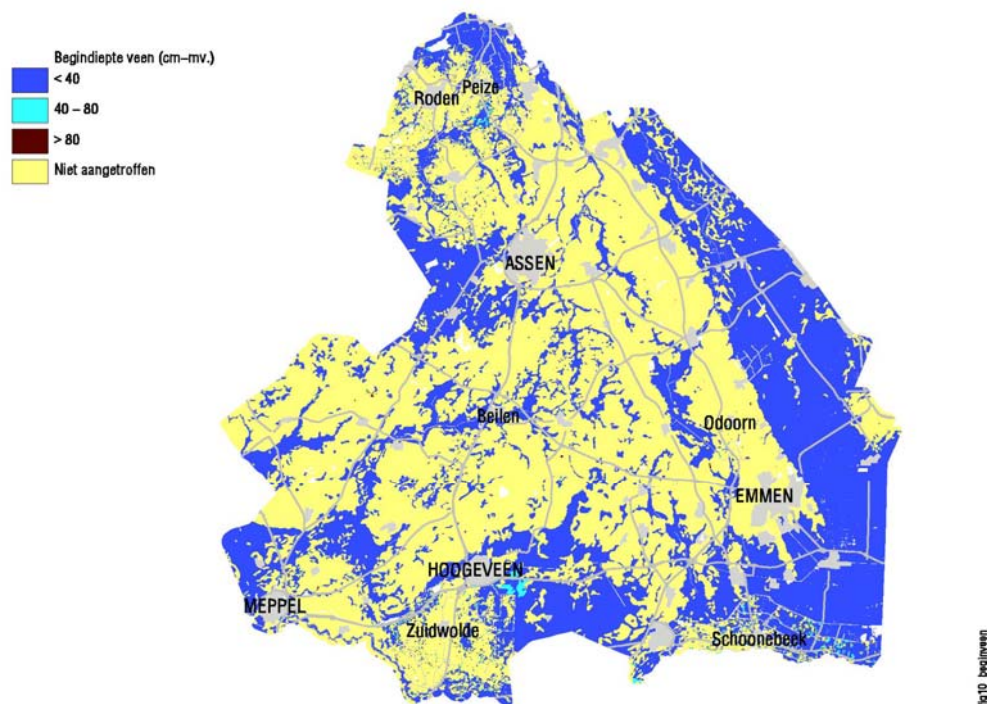 Begindiepte veen (cm–mv.)
< 40
40 – 80
> 80
Niet aangetroffen
Roden
Peize
ASSEN
Beilen
Odoorn
EMMEN
HOOGEVEEN
MEPPEL
Zuidwolde
Schoonebeek